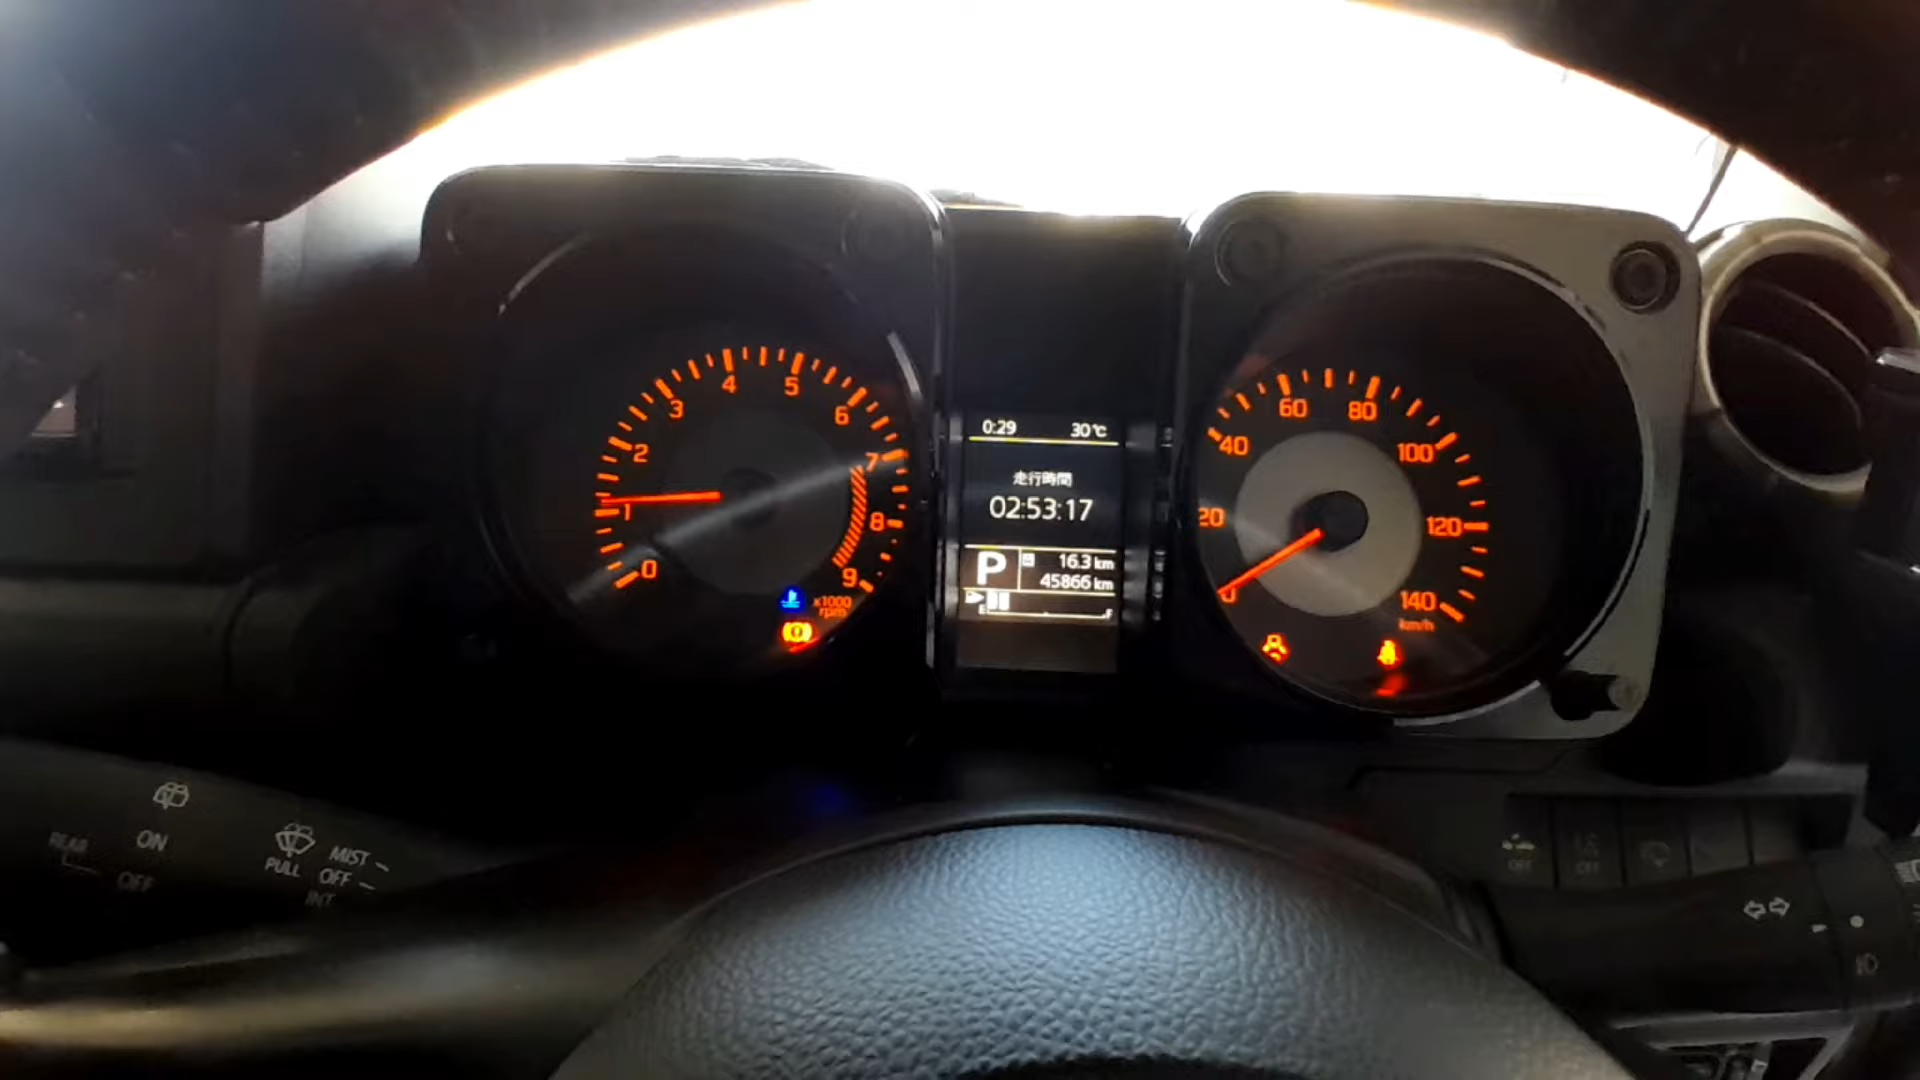 0 1 2 3 4 5 6 7 8 9
x1000
rpm
0:29 30℃
走行時間
02:53:17
P
16.3 km
45866 km
E F
0 20 40 60 80 100 120 140
km/h
REAR ON
OFF
PULL
MIST
OFF
INT
OFF
OFF